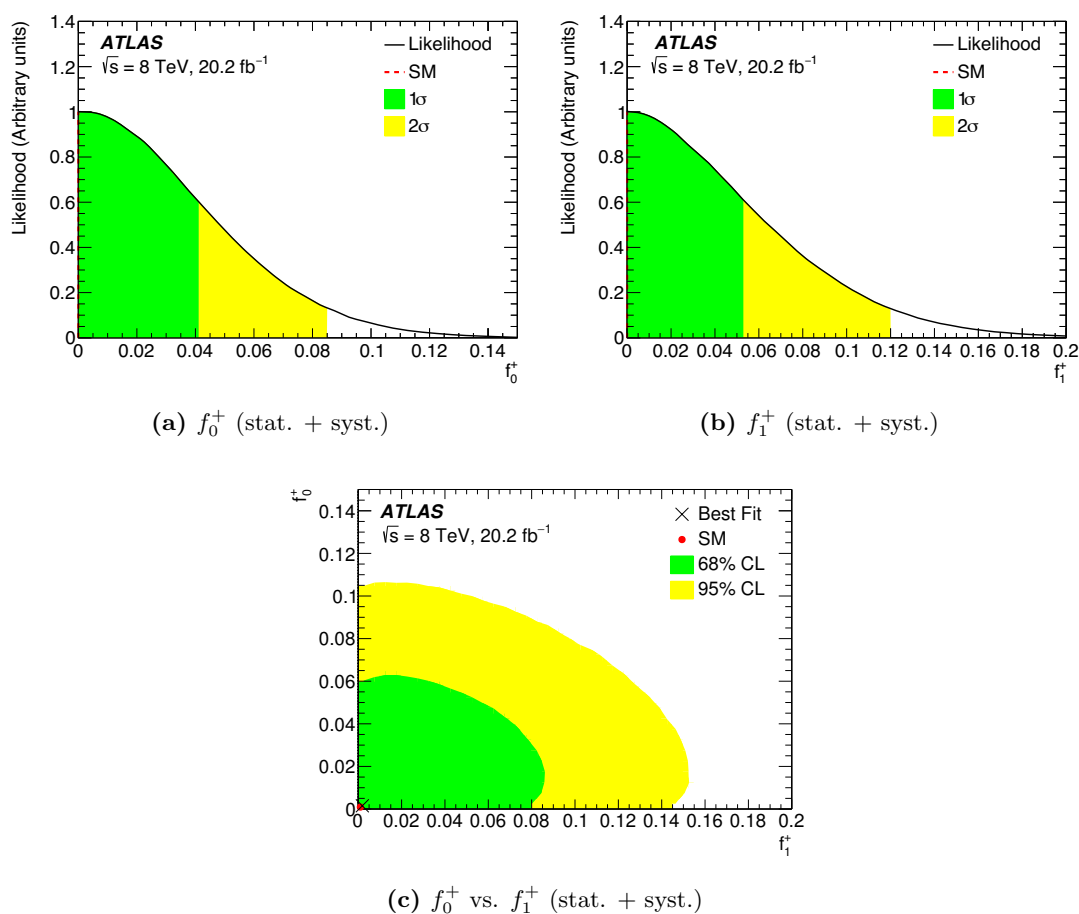 Likelihood (Arbitrary units)
1.4
1.2
1
0.8
0.6
0.4
0.2
0
ATLAS
√s = 8 TeV, 20.2 fb⁻¹
Likelihood
SM
1σ
2σ
0 0.02 0.04 0.06 0.08 0.1 0.12 0.14
f₀⁺
(a) f₀⁺ (stat. + syst.)
Likelihood (Arbitrary units)
1.4
1.2
1
0.8
0.6
0.4
0.2
0
ATLAS
√s = 8 TeV, 20.2 fb⁻¹
Likelihood
SM
1σ
2σ
0 0.02 0.04 0.06 0.08 0.1 0.12 0.14 0.16 0.18 0.2
f₁⁺
(b) f₁⁺ (stat. + syst.)
f₀⁺
0.14
0.12
0.1
0.08
0.06
0.04
0.02
0
ATLAS
√s = 8 TeV, 20.2 fb⁻¹
Best Fit
SM
68% CL
95% CL
0 0.02 0.04 0.06 0.08 0.1 0.12 0.14 0.16 0.18 0.2
f₁⁺
(c) f₀⁺ vs. f₁⁺ (stat. + syst.)